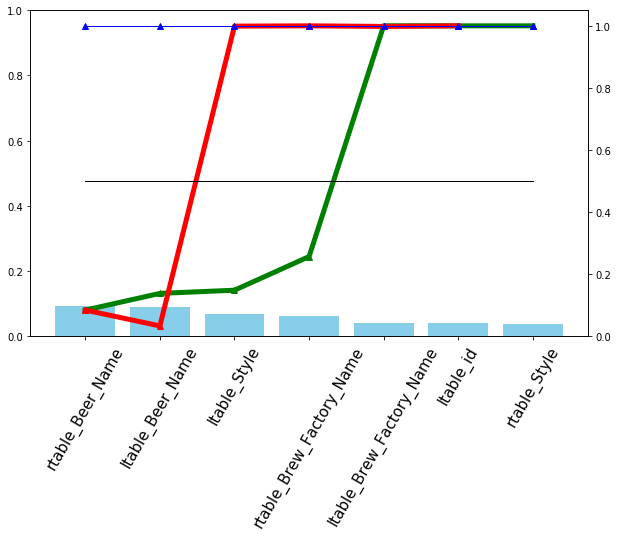 1.0
0.8
0.6
0.4
0.2
0.0
1.0
0.8
0.6
0.4
0.2
0.0
rtable_Beer_Name
ltable_Beer_Name
ltable_Style
rtable_Brew_Factory_Name
ltable_Brew_Factory_Name
ltable_id
rtable_Style